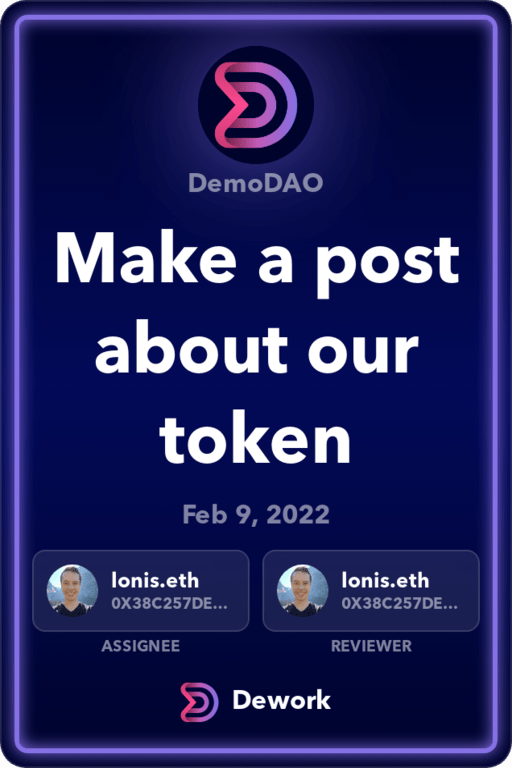 DemoDAO
Make a post
about our
token
Feb 9, 2022
lonis.eth
0X38C257DE...
ASSIGNEE
lonis.eth
0X38C257DE...
REVIEWER
Dework